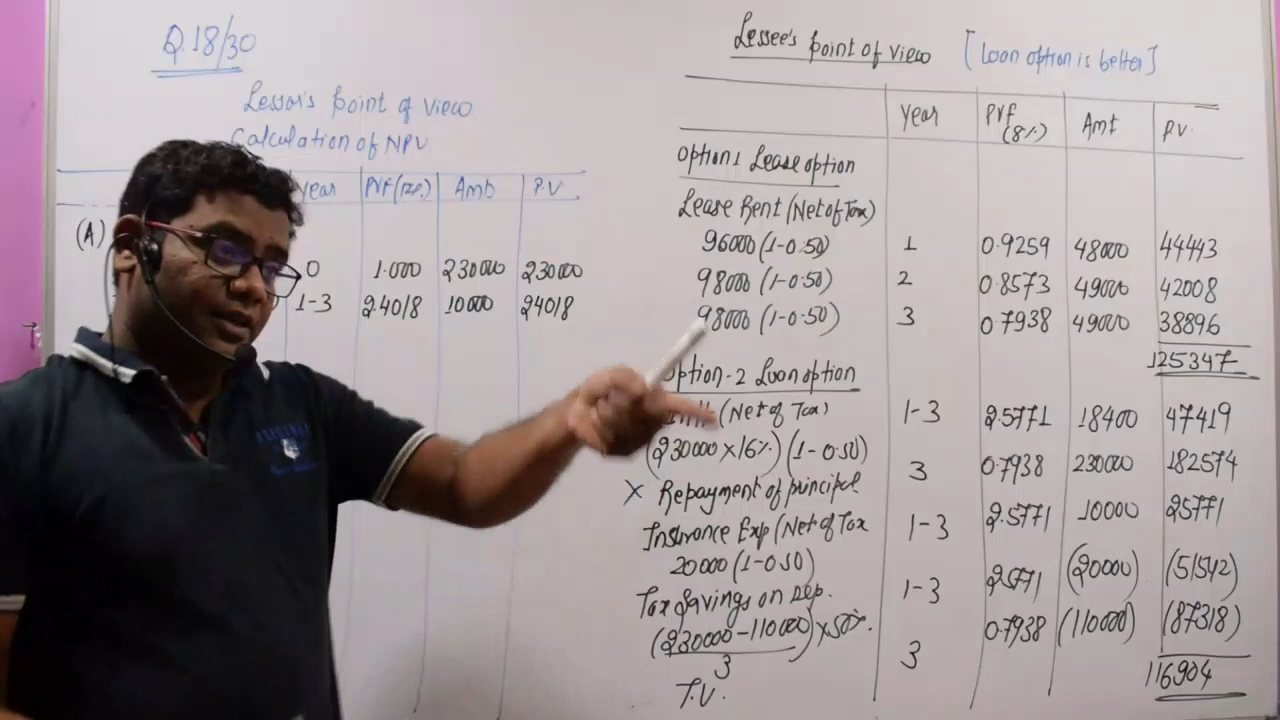 Q.18/30
Lessor's point of view
Calculation of NPV
year PVF(12%) Amt P.V
(A)
0 1.000 230000 230000
1-3 2.4018 10000 24018
Lessee's point of view [Loan option is better]
Year PVF (8%) Amt P.V.
Option 1 Lease option
Lease Rent (Net of Tax)
96000 (1-0.50) 1 0.9259 48000 44443
98000 (1-0.50) 2 0.8573 49000 42008
98000 (1-0.50) 3 0.7938 49000 38896
125347
Option-2 Loan option
(Net of Tax) 1-3 2.5771 18400 47419
(230000 x 16%) (1-0.50)
x Repayment of principal 3 0.7938 230000 182574
Insurance Exp (Net of Tax 1-3 2.5771 10000 25771
20000 (1-0.50)
Tax Savings on Dep. 1-3 2.5771 (20000) (51542)
(230000-110000) x 50%.
3
T.V. 3 0.7938 (110000) (87318)
116904